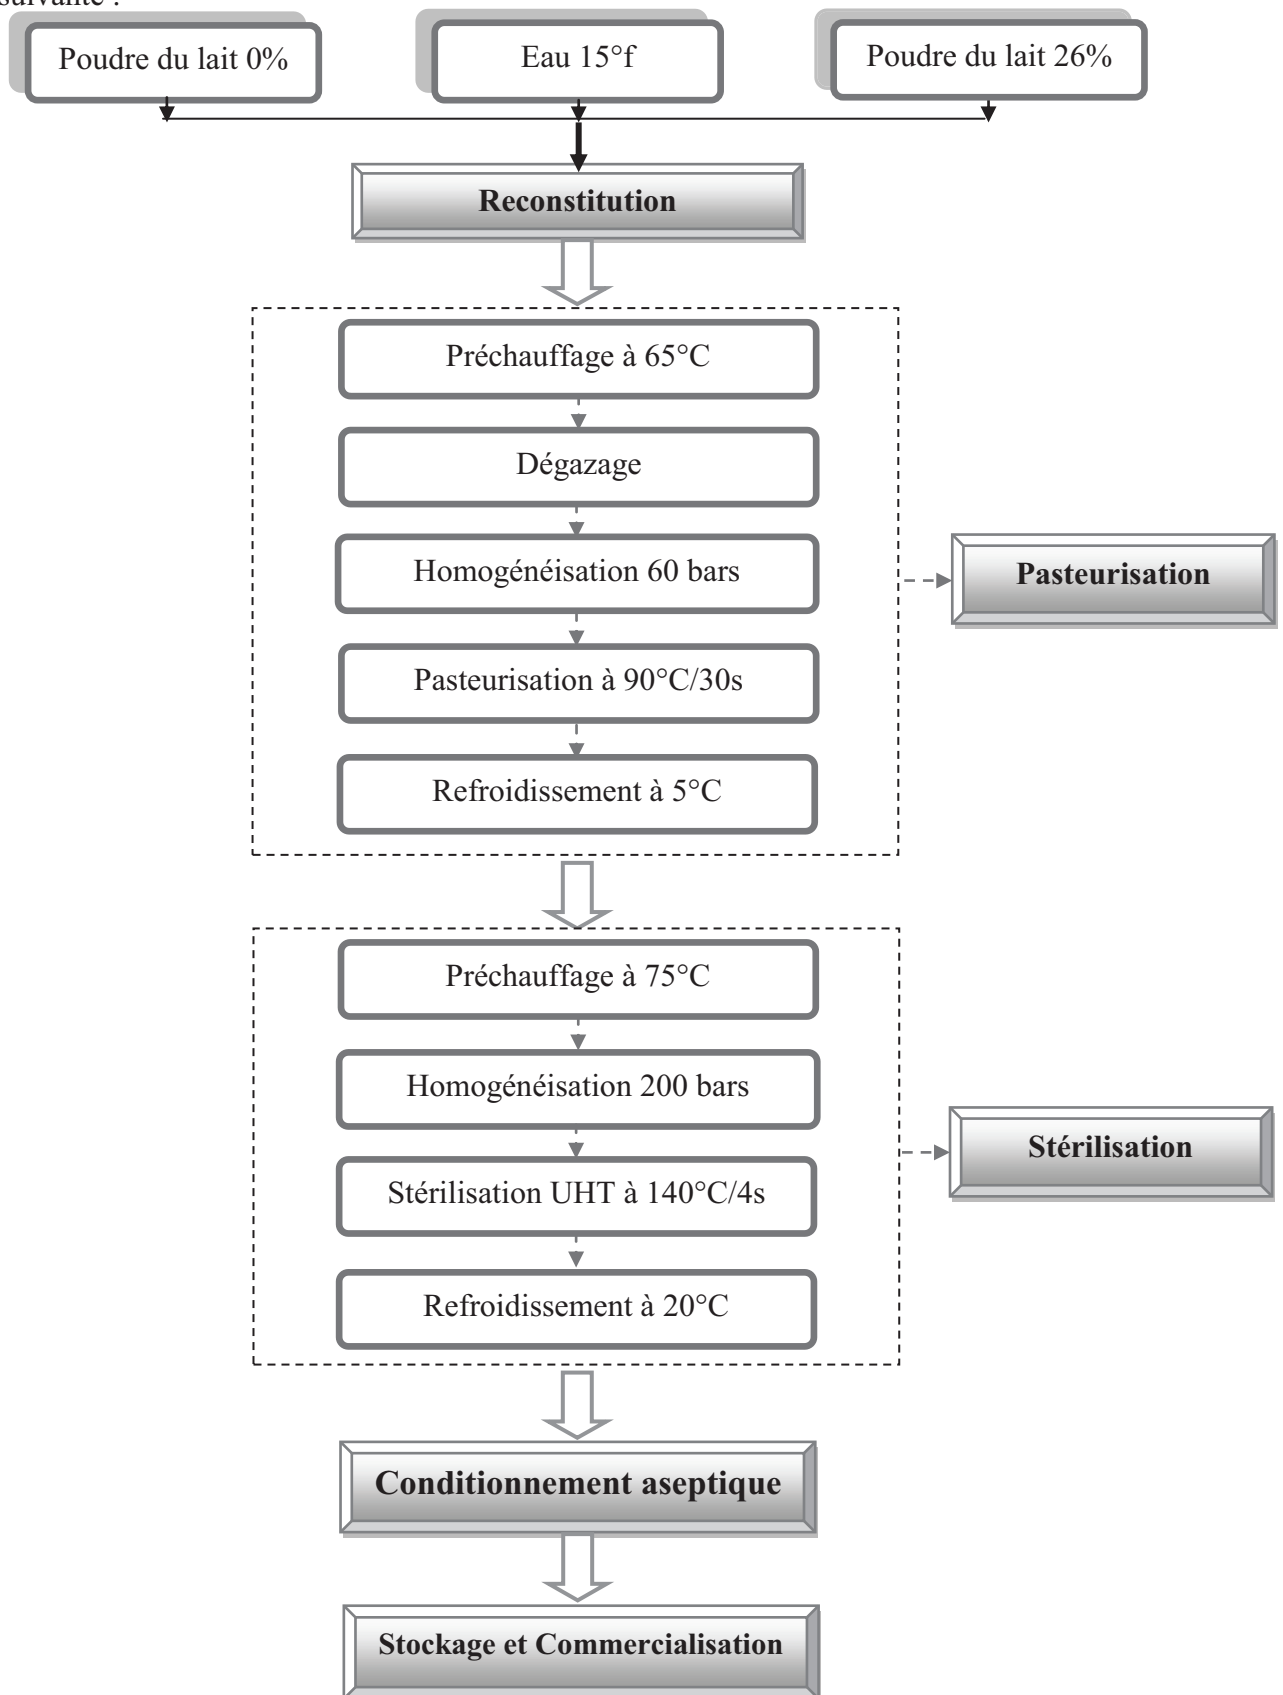 suivante :
Poudre du lait 0%
Eau 15°f
Poudre du lait 26%
Reconstitution
Préchauffage à 65°C
Dégazage
Homogénéisation 60 bars
Pasteurisation
Pasteurisation à 90°C/30s
Refroidissement à 5°C
Préchauffage à 75°C
Homogénéisation 200 bars
Stérilisation
Stérilisation UHT à 140°C/4s
Refroidissement à 20°C
Conditionnement aseptique
Stockage et Commercialisation